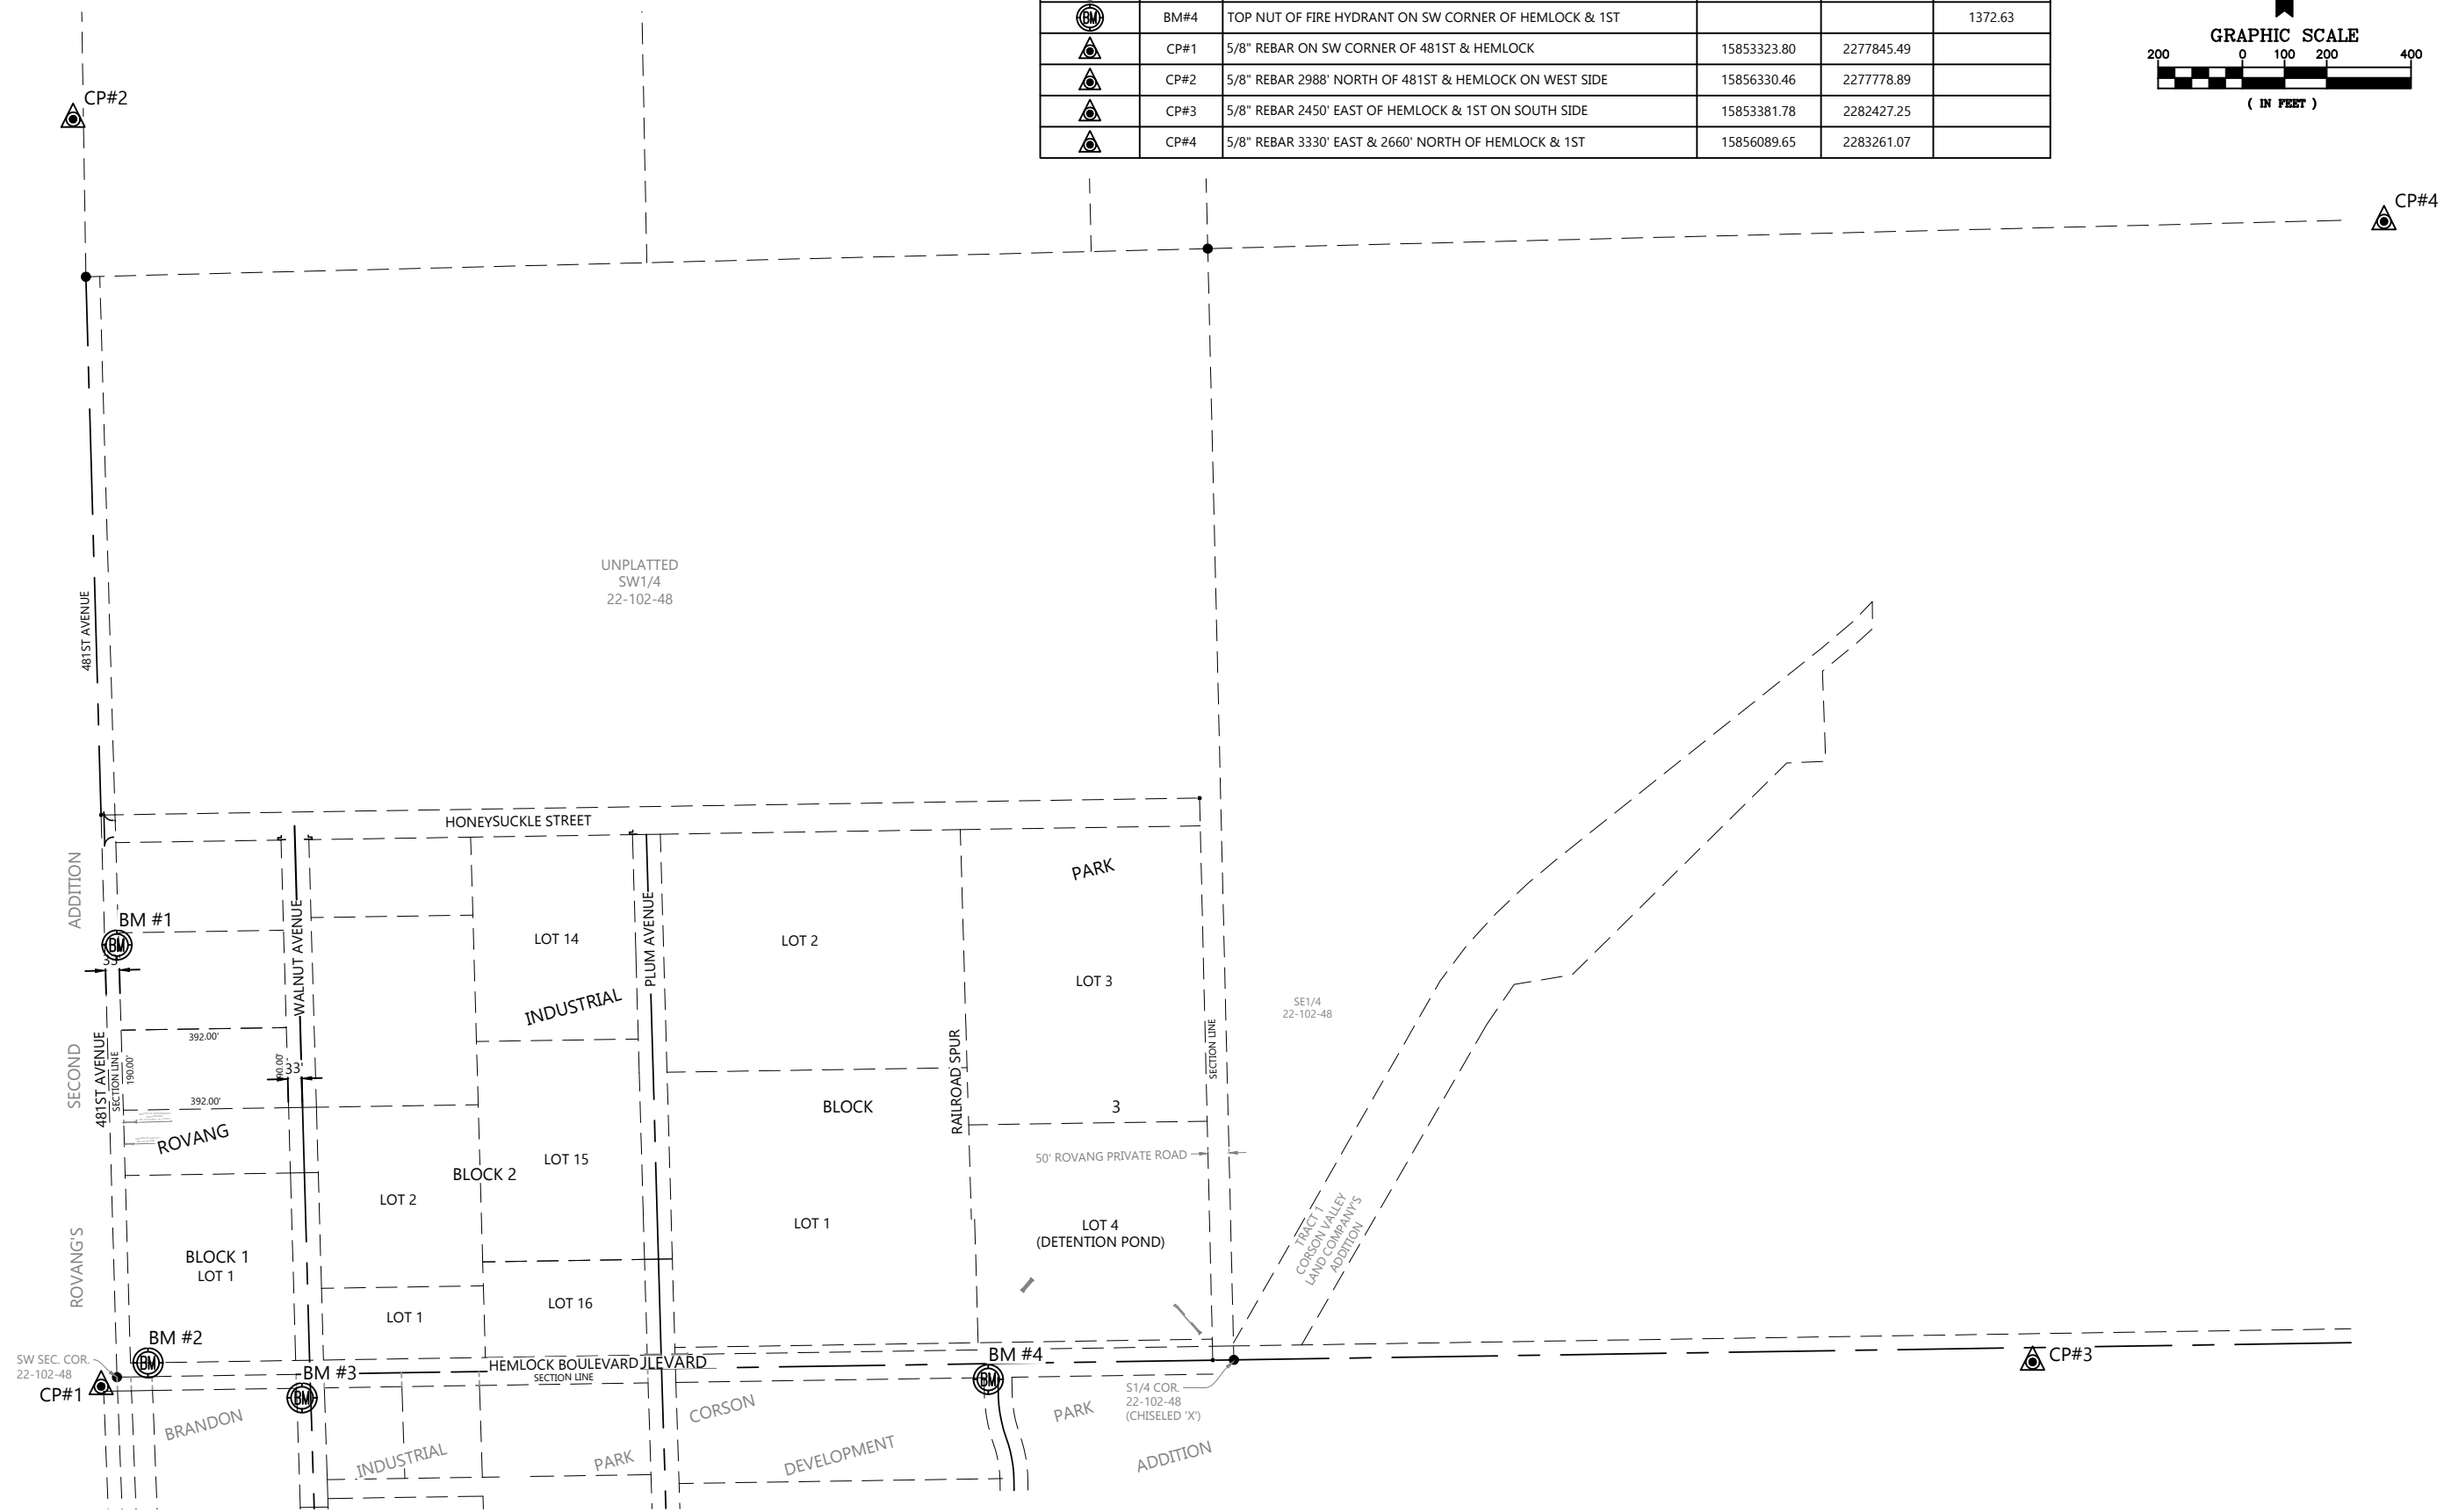 BM
BM#4
TOP NUT OF FIRE HYDRANT ON SW CORNER OF HEMLOCK & 1ST
1372.63
CP#1
5/8" REBAR ON SW CORNER OF 481ST & HEMLOCK
15853323.80
2277845.49
CP#2
5/8" REBAR 2988' NORTH OF 481ST & HEMLOCK ON WEST SIDE
15856330.46
2277778.89
CP#3
5/8" REBAR 2450' EAST OF HEMLOCK & 1ST ON SOUTH SIDE
15853381.78
2282427.25
CP#4
5/8" REBAR 3330' EAST & 2660' NORTH OF HEMLOCK & 1ST
15856089.65
2283261.07
GRAPHIC SCALE
200 0 100 200 400
( IN FEET )
CP#2
CP#4
UNPLATTED
SW1/4
22-102-48
481ST AVENUE
HONEYSUCKLE STREET
ADDITION
SECOND
ROVANG'S
BM #1
BM
33'
WALNUT AVENUE
LOT 14
INDUSTRIAL
PLUM AVENUE
LOT 2
PARK
LOT 3
SE1/4
22-102-48
481ST AVENUE
SECTION LINE
392.00'
190.00'
190.00'
33'
392.00'
ROVANG
BLOCK
RAILROAD SPUR
3
SECTION LINE
50' ROVANG PRIVATE ROAD
BLOCK 2
LOT 15
LOT 2
LOT 1
LOT 4
(DETENTION POND)
TRACT 1
CORSON VALLEY
LAND COMPANY'S
ADDITION
BLOCK 1
LOT 1
LOT 1
LOT 16
BM #2
BM
SW SEC. COR.
22-102-48
CP#1
BM #3
BM
HEMLOCK BOULEVARD
JLEVARD
SECTION LINE
BM #4
BM
CP#3
S1/4 COR.
22-102-48
(CHISELED 'X')
BRANDON
INDUSTRIAL
PARK
CORSON
DEVELOPMENT
PARK
ADDITION